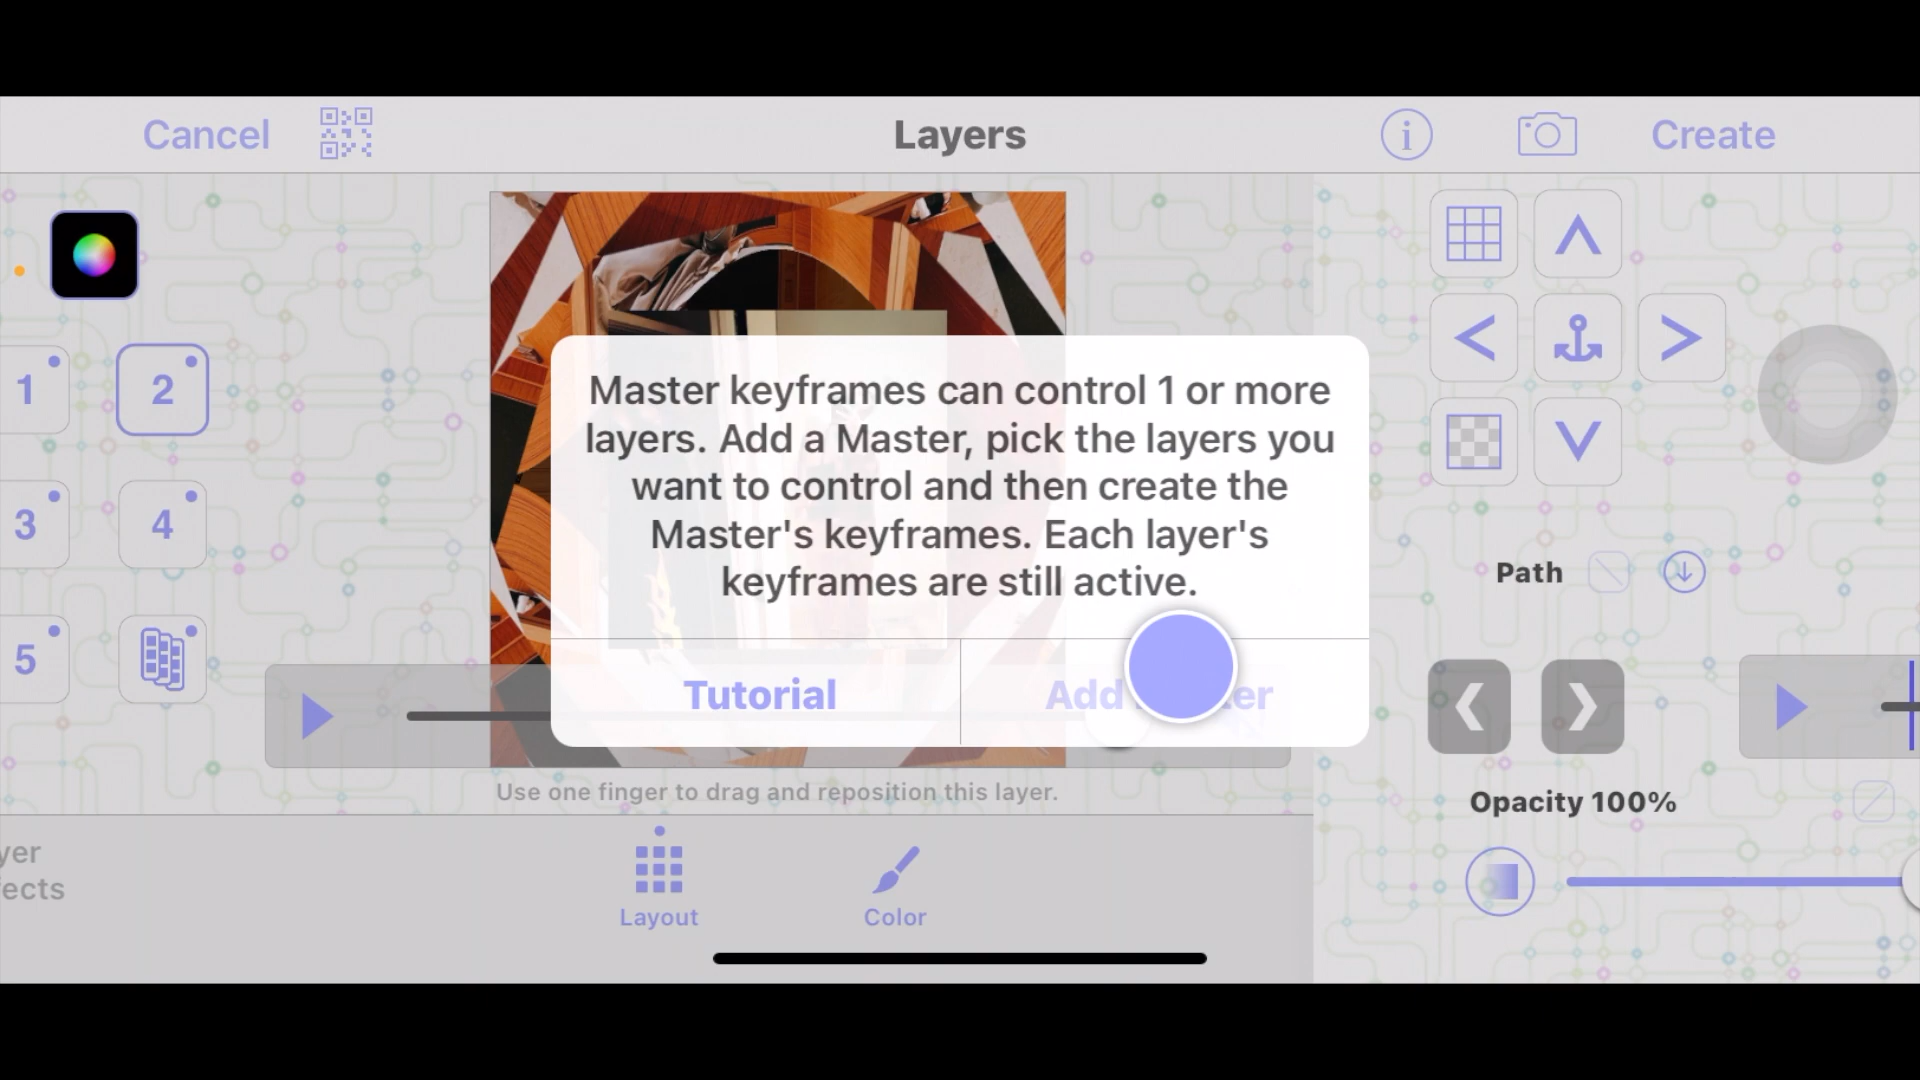 Cancel
Layers
i
Create
1
2
3
4
5
Master keyframes can control 1 or more
layers. Add a Master, pick the layers you
want to control and then create the
Master's keyframes. Each layer's
keyframes are still active.
Tutorial
Add
Path
Use one finger to drag and reposition this layer.
Opacity 100%
Layout
Color